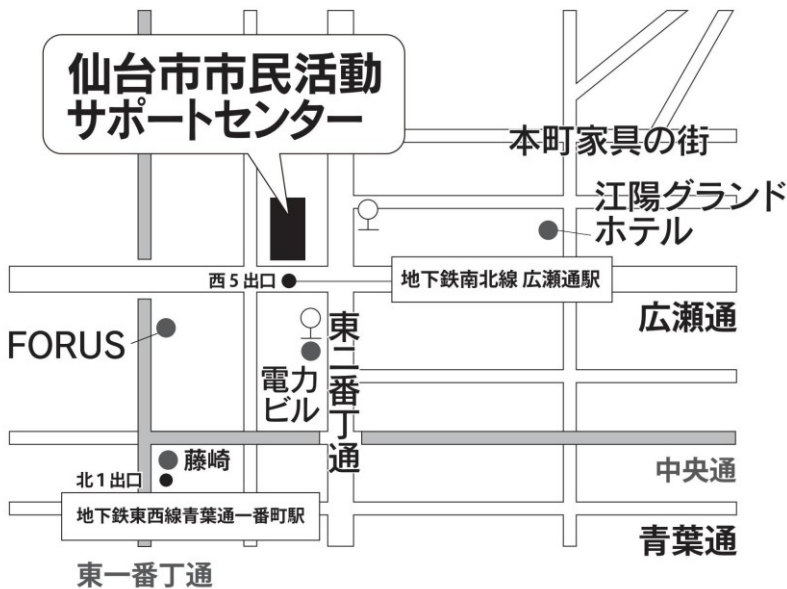 仙台市市民活動
サポートセンター
本町家具の街
江陽グランド
ホテル
西5出口
地下鉄南北線 広瀬通駅
広瀬通
FORUS
東二番丁通
電力
ビル
藤崎
中央通
北1出口
地下鉄東西線青葉通一番町駅
青葉通
東一番丁通